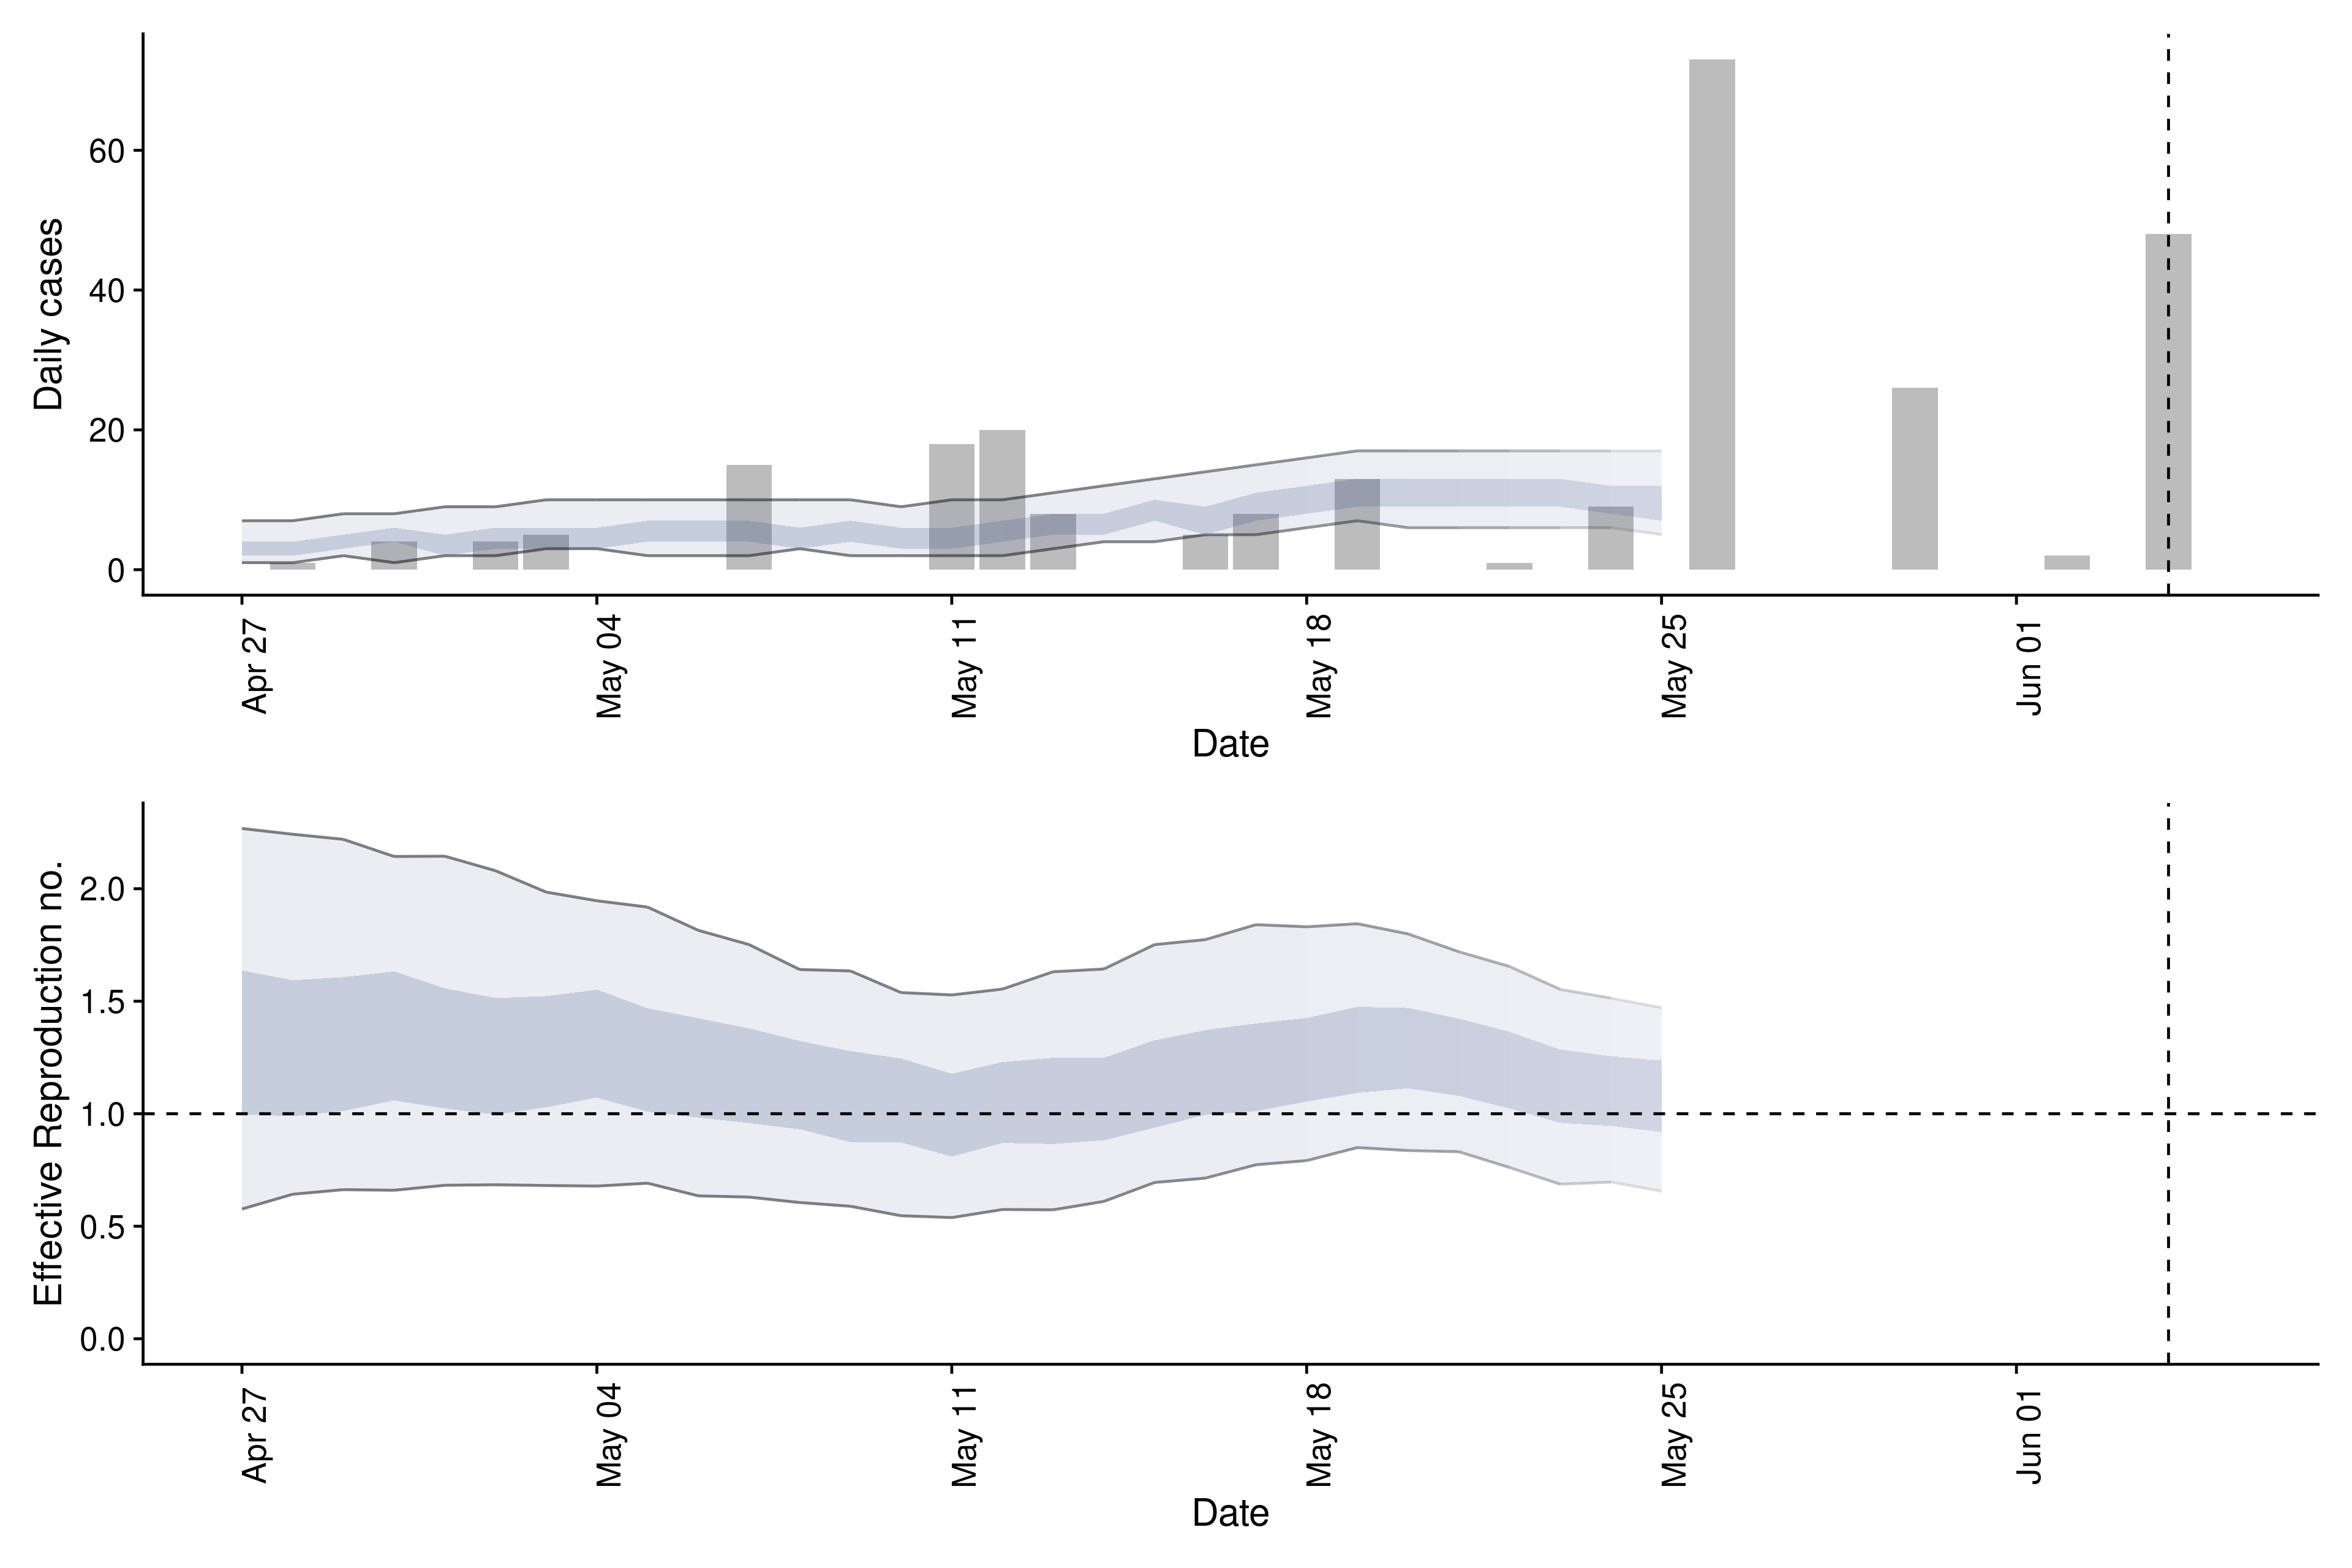 Daily cases
60
40
20
0
Apr 27
May 04
May 11
May 18
May 25
Jun 01
Date
Effective Reproduction no.
2.0
1.5
1.0
0.5
0.0
Apr 27
May 04
May 11
May 18
May 25
Jun 01
Date